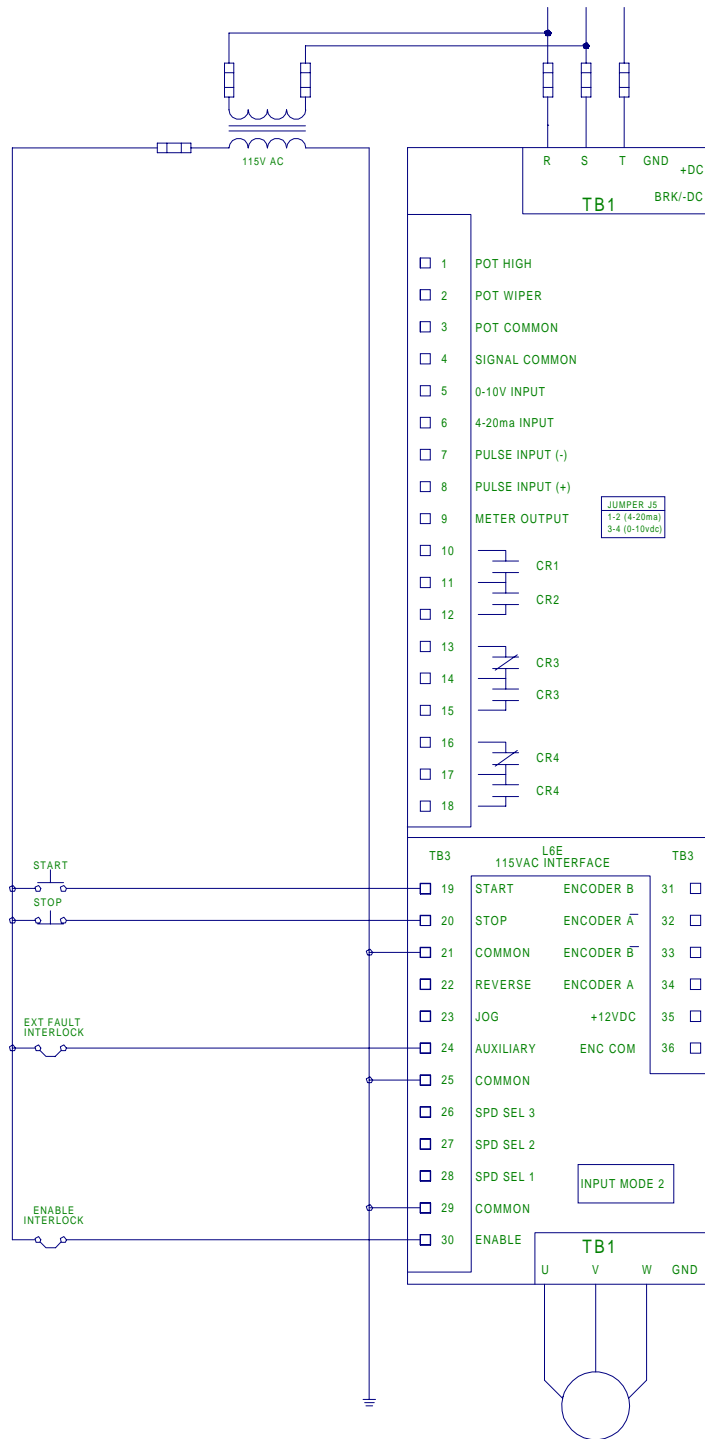 115V AC
R S T GND
+DC
BRK/-DC
TB1
1 POT HIGH
2 POT WIPER
3 POT COMMON
4 SIGNAL COMMON
5 0-10V INPUT
6 4-20ma INPUT
7 PULSE INPUT (-)
8 PULSE INPUT (+)
9 METER OUTPUT
JUMPER J5
1-2 (4-20ma)
3-4 (0-10vdc)
10
CR1
11
CR2
12
13
CR3
14
CR3
15
16
CR4
17
CR4
18
TB3
L6E
115VAC INTERFACE
TB3
START
19 START ENCODER B 31
STOP
20 STOP ENCODER A̅ 32
21 COMMON ENCODER B̅ 33
22 REVERSE ENCODER A 34
23 JOG +12VDC 35
EXT FAULT
INTERLOCK
24 AUXILIARY ENC COM 36
25 COMMON
26 SPD SEL 3
27 SPD SEL 2
28 SPD SEL 1
INPUT MODE 2
29 COMMON
ENABLE
INTERLOCK
30 ENABLE
TB1
U V W GND